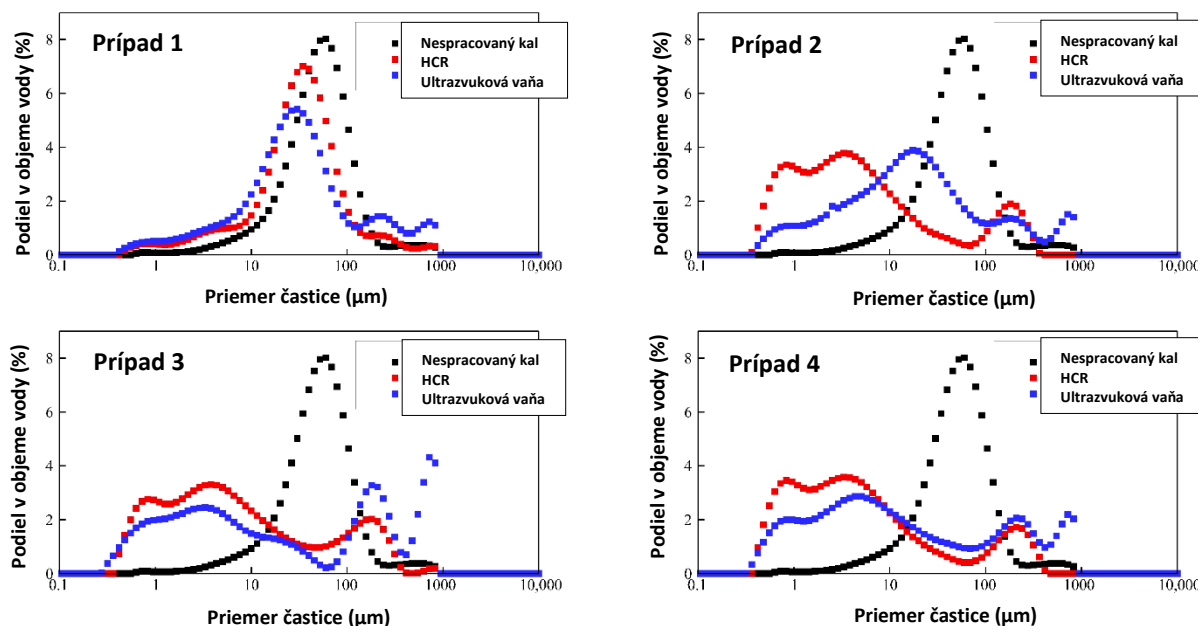 Prípad 1
Nespracovaný kal
HCR
Ultrazvuková vaňa
Podiel v objeme vody (%)
8
6
4
2
0
0.1
1
10
100
1000
10,000
Priemer častice (µm)
Prípad 2
Nespracovaný kal
HCR
Ultrazvuková vaňa
Podiel v objeme vody (%)
8
6
4
2
0
0.1
1
10
100
1000
10,000
Priemer častice (µm)
Prípad 3
Nespracovaný kal
HCR
Ultrazvuková vaňa
Podiel v objeme vody (%)
8
6
4
2
0
0.1
1
10
100
1000
10,000
Priemer častice (µm)
Prípad 4
Nespracovaný kal
HCR
Ultrazvuková vaňa
Podiel v objeme vody (%)
8
6
4
2
0
0.1
1
10
100
1000
10,000
Priemer častice (µm)